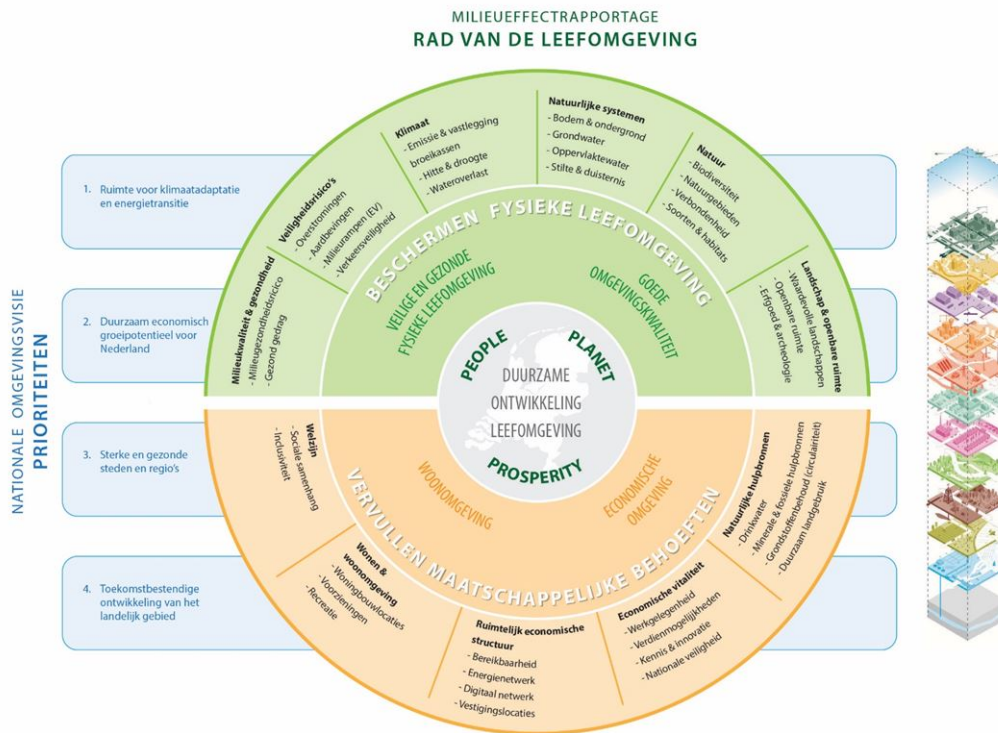 MILIEUEFFECTRAPPORTAGE
RAD VAN DE LEEFOMGEVING
NATIONALE OMGEVINGSVISIE
PRIORITEITEN
1. Ruimte voor klimaatadaptatie
en energietransitie
2. Duurzaam economisch
groeipotentieel voor
Nederland
3. Sterke en gezonde
steden en regio's
4. Toekomstbestendige
ontwikkeling van het
landelijk gebied
Milieukwaliteit & gezondheid
- Milieugezondheidsricico
- Gezond gedrag
Veiligheidsrisico's
- Overstromingen
- Aardbevingen
- Milieurampen (EV)
- Verkeersveiligheid
Klimaat
- Emissie & vastlegging
broeikassen
- Hitte & droogte
- Wateroverlast
Natuurlijke systemen
- Bodem & ondergrond
- Grondwater
- Oppervlaktewater
- Stilte & duisternis
Natuur
- Biodiversiteit
- Natuurgebieden
- Verbondenheid
- Soorten & habitats
Landschap & openbare ruimte
- Waardevolle landschappen
- Openbare ruimte
- Erfgoed & archeologie
BESCHERMEN FYSIEKE LEEFOMGEVING
VEILIGE EN GEZONDE
FYSIEKE LEEFOMGEVING
GOEDE
OMGEVINGSKWALITEIT
PEOPLE
PLANET
DUURZAME
ONTWIKKELING
LEEFOMGEVING
PROSPERITY
WOONOMGEVING
ECONOMISCHE
OMGEVING
VERVULLEN MAATSCHAPPELIJKE BEHOEFTEN
Welzijn
- Sociale samenhang
- Inclusiviteit
Wonen &
woonomgeving
- Woningbouwlocaties
- Voorzieningen
- Recreatie
Ruimtelijk economische
structuur
- Bereikbaarheid
- Energienetwerk
- Digitaal netwerk
- Vestigingslocaties
Economische vitaliteit
- Werkgelegenheid
- Verdienmogelijkheden
- Kennis & innovatie
- Nationale veiligheid
Natuurlijke hulpbronnen
- Drinkwater
- Minerale & fossiele hulpbronnen
- Grondstoffenbehoud (circulairiteit)
- Duurzaam landgebruik